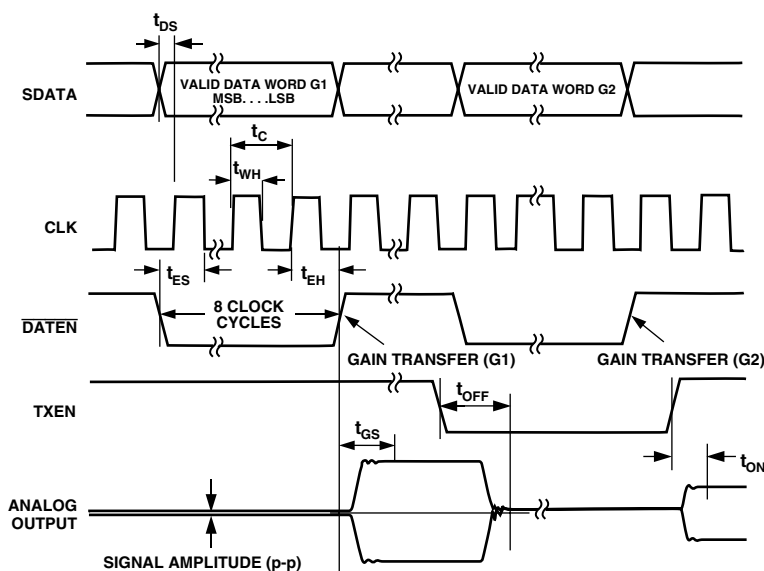 tDS
SDATA
VALID DATA WORD G1
MSB. . . .LSB
VALID DATA WORD G2
tC
tWH
CLK
tES
tEH
DATEN
8 CLOCK
CYCLES
GAIN TRANSFER (G1)
GAIN TRANSFER (G2)
TXEN
tOFF
tGS
tON
ANALOG
OUTPUT
SIGNAL AMPLITUDE (p-p)